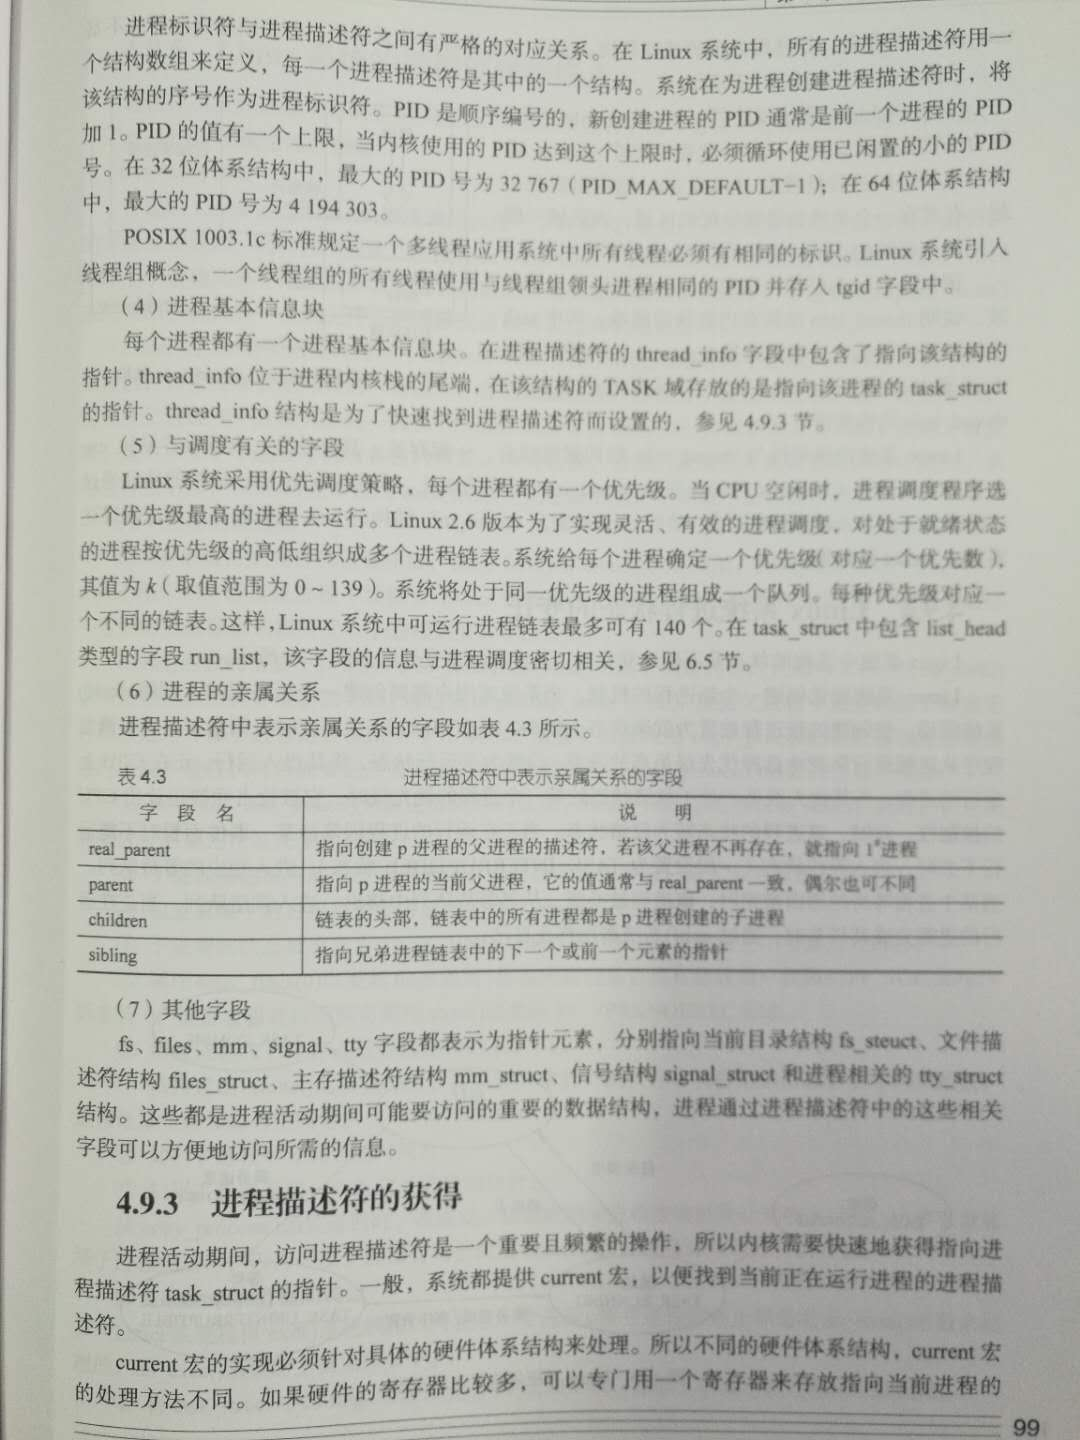 进程标识符与进程描述符之间有严格的对应关系。在 Linux 系统中，所有的进程描述符用一
个结构数组来定义，每一个进程描述符是其中的一个结构。系统在为进程创建进程描述符时，将
该结构的序号作为进程标识符。PID 是顺序编号的，新创建进程的 PID 通常是前一个进程的 PID
加 1。PID 的值有一个上限，当内核使用的 PID 达到这个上限时，必须循环使用已闲置的小的 PID
号。在 32 位体系结构中，最大的 PID 号为 32 767（PID_MAX_DEFAULT-1）；在 64 位体系结构
中，最大的 PID 号为 4 194 303。
POSIX 1003.1c 标准规定一个多线程应用系统中所有线程必须有相同的标识。Linux 系统引入
线程组概念，一个线程组的所有线程使用与线程组领头进程相同的 PID 并存入 tgid 字段中。
（4）进程基本信息块
每个进程都有一个进程基本信息块。在进程描述符的 thread_info 字段中包含了指向该结构的
指针。thread_info 位于进程内核栈的尾端，在该结构的 TASK 域存放的是指向该进程的 task_struct
的指针。thread_info 结构是为了快速找到进程描述符而设置的，参见 4.9.3 节。
（5）与调度有关的字段
Linux 系统采用优先调度策略，每个进程都有一个优先级。当 CPU 空闲时，进程调度程序选
一个优先级最高的进程去运行。Linux 2.6 版本为了实现灵活、有效的进程调度，对处于就绪状态
的进程按优先级的高低组织成多个进程链表。系统给每个进程确定一个优先级（对应一个优先数），
其值为 k（取值范围为 0 ~ 139）。系统将处于同一优先级的进程组成一个队列。每种优先级对应一
个不同的链表。这样，Linux 系统中可运行进程链表最多可有 140 个。在 task_struct 中包含 list_head
类型的字段 run_list，该字段的信息与进程调度密切相关，参见 6.5 节。
（6）进程的亲属关系
进程描述符中表示亲属关系的字段如表 4.3 所示。
表 4.3 进程描述符中表示亲属关系的字段
字 段 名 说 明
real_parent 指向创建 p 进程的父进程的描述符，若该父进程不再存在，就指向 1#进程
parent 指向 p 进程的当前父进程，它的值通常与 real_parent 一致，偶尔也可不同
children 链表的头部，链表中的所有进程都是 p 进程创建的子进程
sibling 指向兄弟进程链表中的下一个或前一个元素的指针
（7）其他字段
fs、files、mm、signal、tty 字段都表示为指针元素，分别指向当前目录结构 fs_steuct、文件描
述符结构 files_struct、主存描述符结构 mm_struct、信号结构 signal_struct 和进程相关的 tty_struct
结构。这些都是进程活动期间可能要访问的重要的数据结构，进程通过进程描述符中的这些相关
字段可以方便地访问所需的信息。
4.9.3 进程描述符的获得
进程活动期间，访问进程描述符是一个重要且频繁的操作，所以内核需要快速地获得指向进
程描述符 task_struct 的指针。一般，系统都提供 current 宏，以便找到当前正在运行进程的进程描
述符。
current 宏的实现必须针对具体的硬件体系结构来处理。所以不同的硬件体系结构，current 宏
的处理方法不同。如果硬件的寄存器比较多，可以专门用一个寄存器来存放指向当前进程的
99